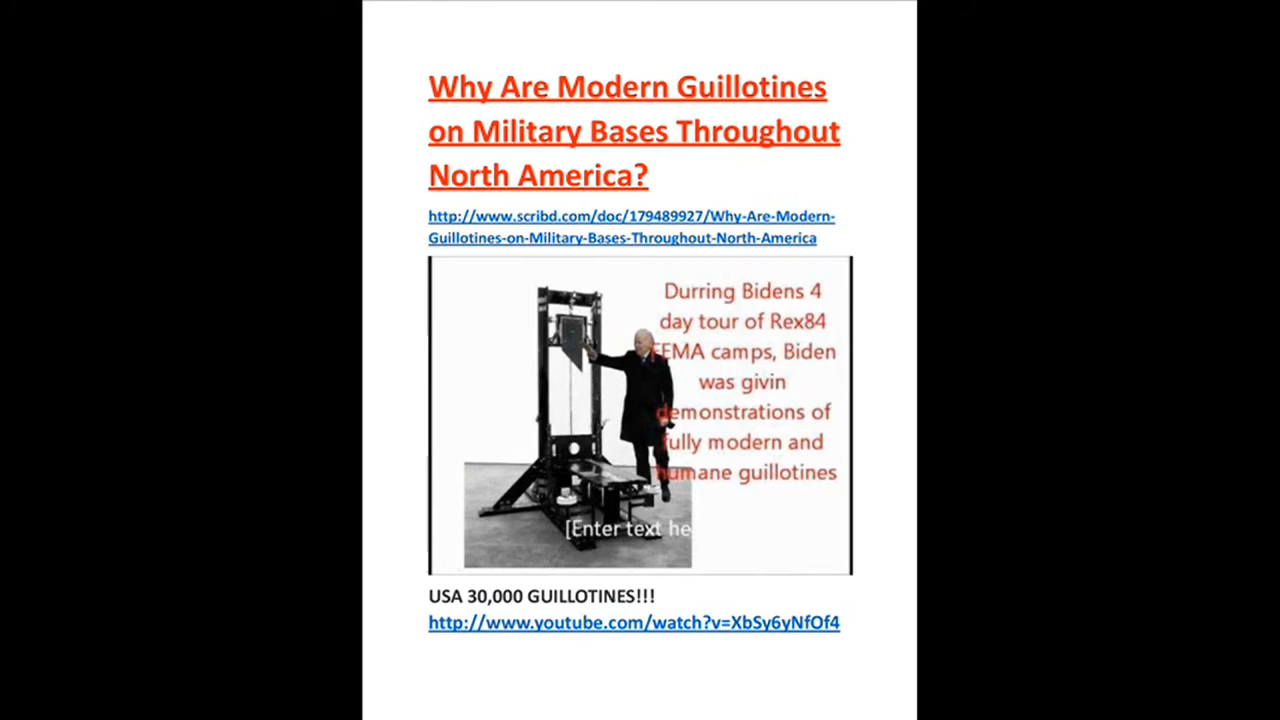 Why Are Modern Guillotines
on Military Bases Throughout
North America?
http://www.scribd.com/doc/179489927/Why-Are-Modern-
Guillotines-on-Military-Bases-Throughout-North-America
Durring Bidens 4
day tour of Rex84
FEMA camps, Biden
was givin
demonstrations of
fully modern and
humane guillotines
[Enter text he
USA 30,000 GUILLOTINES!!!
http://www.youtube.com/watch?v=XbSy6yNfOf4